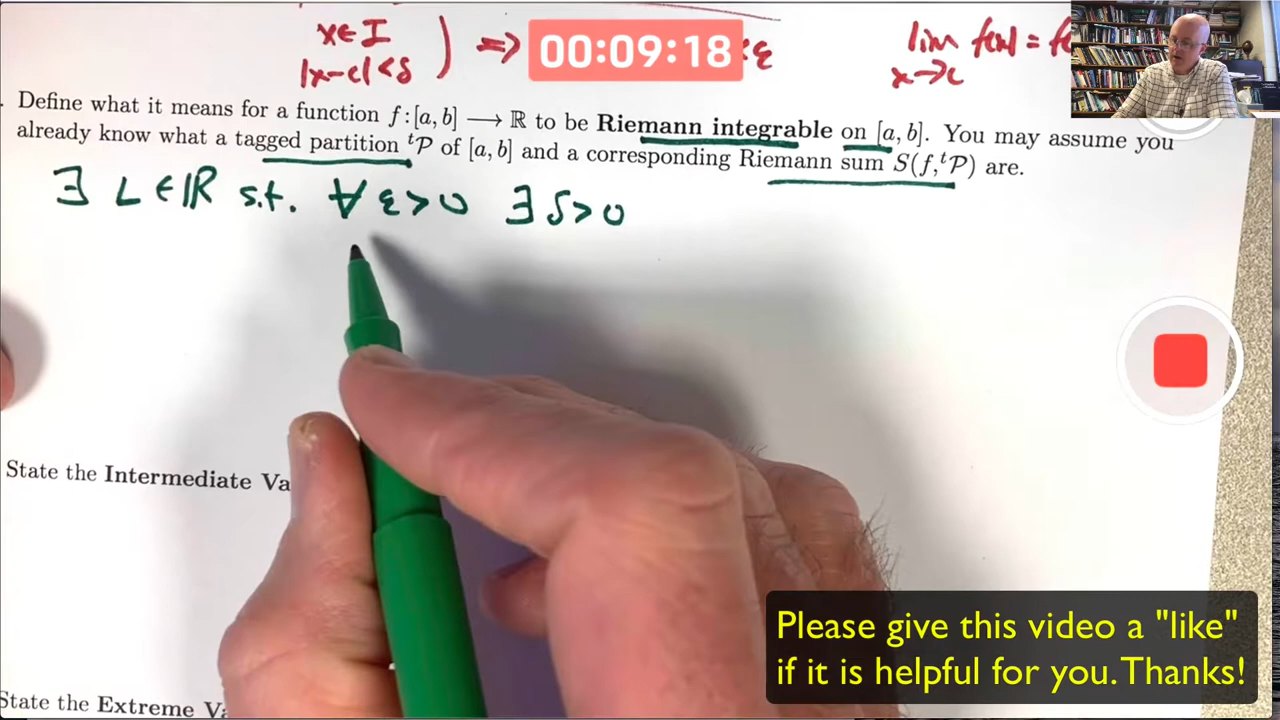 x∈I
|x-c|<δ ) ⇒ <ε
lim f(x) = f(
x→c
00:09:18
. Define what it means for a function f:[a, b] ⟶ ℝ to be Riemann integrable on [a, b]. You may assume you
already know what a tagged partition ᵗP of [a, b] and a corresponding Riemann sum S(f,ᵗP) are.
∃ L∈ℝ s.t. ∀ ε>0 ∃ δ>0
State the Intermediate Va
State the Extreme Va
Please give this video a "like"
if it is helpful for you. Thanks!